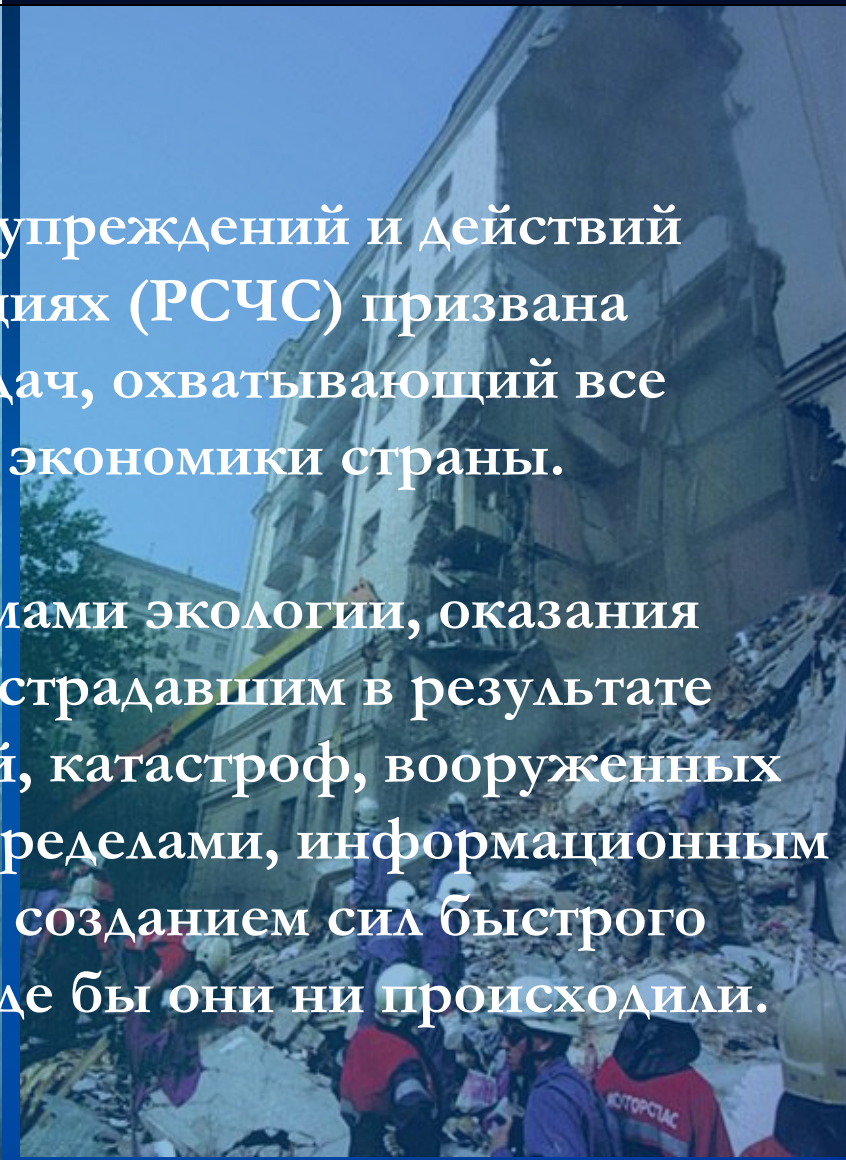 упреждений и действий
циях (РСЧС) призвана
дач, охватывающий все
экономики страны.
мами экологии, оказания
страдавшим в результате
й, катастроф, вооруженных
ределами, информационным
созданием сил быстрого
де бы они ни происходили.